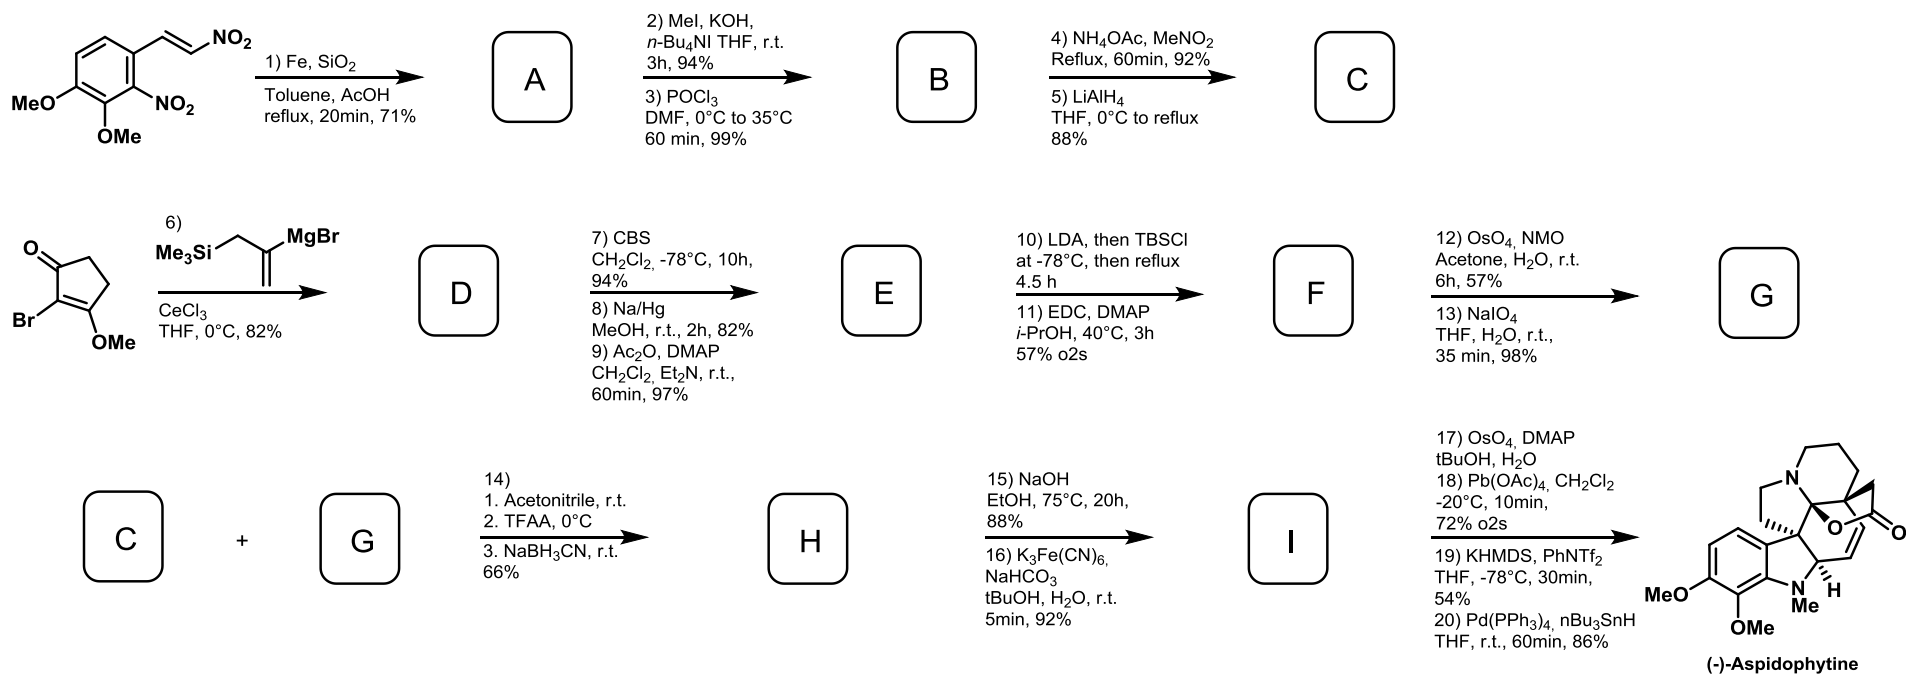 NO2
NO2
MeO
OMe
1) Fe, SiO2
Toluene, AcOH
reflux, 20min, 71%
A
2) MeI, KOH,
n-Bu4NI THF, r.t.
3h, 94%
3) POCl3
DMF, 0°C to 35°C
60 min, 99%
B
4) NH4OAc, MeNO2
Reflux, 60min, 92%
5) LiAlH4
THF, 0°C to reflux
88%
C
O
Br
OMe
6)
Me3Si
MgBr
CeCl3
THF, 0°C, 82%
D
7) CBS
CH2Cl2, -78°C, 10h,
94%
8) Na/Hg
MeOH, r.t., 2h, 82%
9) Ac2O, DMAP
CH2Cl2, Et2N, r.t.,
60min, 97%
E
10) LDA, then TBSCl
at -78°C, then reflux
4.5 h
11) EDC, DMAP
i-PrOH, 40°C, 3h
57% o2s
F
12) OsO4, NMO
Acetone, H2O, r.t.
6h, 57%
13) NaIO4
THF, H2O, r.t.,
35 min, 98%
G
C
+
G
14)
1. Acetonitrile, r.t.
2. TFAA, 0°C
3. NaBH3CN, r.t.
66%
H
15) NaOH
EtOH, 75°C, 20h,
88%
16) K3Fe(CN)6,
NaHCO3
tBuOH, H2O, r.t.
5min, 92%
I
17) OsO4, DMAP
tBuOH, H2O
18) Pb(OAc)4, CH2Cl2
-20°C, 10min,
72% o2s
19) KHMDS, PhNTf2
THF, -78°C, 30min,
54%
20) Pd(PPh3)4, nBu3SnH
THF, r.t., 60min, 86%
N
O
O
N
H
Me
MeO
OMe
(-)-Aspidophytine